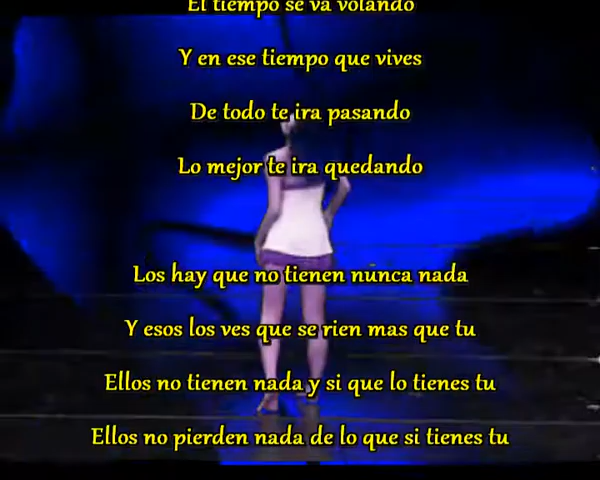 El tiempo se va volando
Y en ese tiempo que vives
De todo te ira pasando
Lo mejor te ira quedando
Los hay que no tienen nunca nada
Y esos los ves que se rien mas que tu
Ellos no tienen nada y si que lo tienes tu
Ellos no pierden nada de lo que si tienes tu